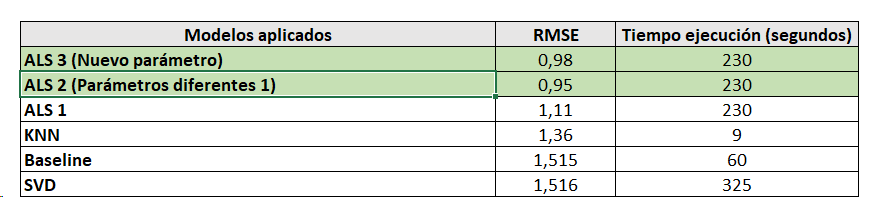 Modelos aplicados RMSE Tiempo ejecución (segundos)
ALS 3 (Nuevo parámetro) 0,98 230
ALS 2 (Parámetros diferentes 1) 0,95 230
ALS 1 1,11 230
KNN 1,36 9
Baseline 1,515 60
SVD 1,516 325